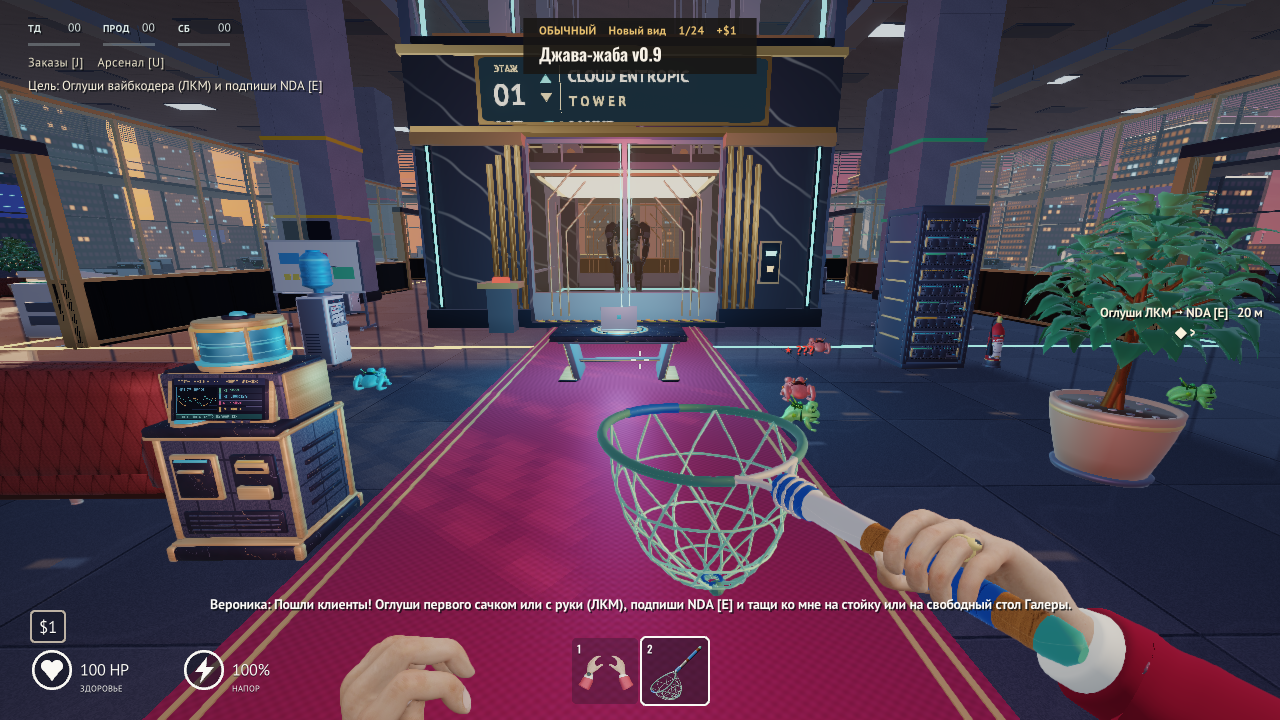 ТД 00 ПРОД 00 СБ 00
Заказы [J] Арсенал [U]
Цель: Оглуши вайбкодера (ЛКМ) и подпиши NDA [E]
ОБЫЧНЫЙ Новый вид 1/24 +$1
Джава-жаба v0.9
ЭТАЖ
01
CLOUD ENTROPIC
TOWER
Оглуши ЛКМ → NDA [E] 20 м
Вероника: Пошли клиенты! Оглуши первого сачком или с руки (ЛКМ), подпиши NDA [E] и тащи ко мне на стойку или на свободный стол Галеры.
$1
100 HP
ЗДОРОВЬЕ
100%
НАПОР
1
2